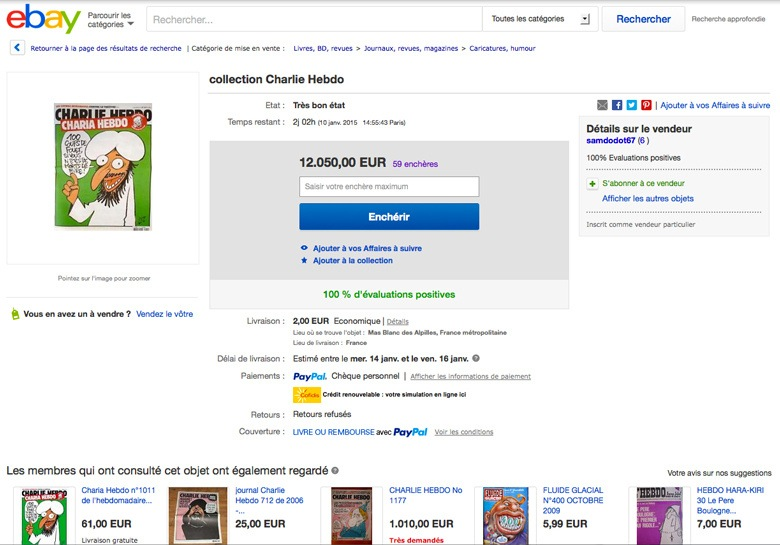 ebay
Parcourir les
catégories
Rechercher...
Toutes les catégories
Rechercher
Recherche approfondie
Retourner à la page des résultats de recherche | Catégorie de mise en vente : Livres, BD, revues > Journaux, revues, magazines > Caricatures, humour
collection Charlie Hebdo
Etat : Très bon état
Temps restant : 2j 02h (10 janv. 2015 14:55:43 Paris)
| Ajouter à vos Affaires à suivre
CHARLIE HEBDO
CHARIA HEBDO
100
COUPS DE
FOUET, SI
VOUS
N'ÊTES PAS
MORTS DE
RIRE !
Pointez sur l'image pour zoomer
Vous en avez un à vendre ? Vendez le vôtre
12.050,00 EUR 59 enchères
Saisir votre enchère maximum
Enchérir
Ajouter à vos Affaires à suivre
Ajouter à la collection
100 % d'évaluations positives
Détails sur le vendeur
samdodot67 (6 )
100% Evaluations positives
S'abonner à ce vendeur
Afficher les autres objets
Inscrit comme vendeur particulier
Livraison : 2,00 EUR Economique | Détails
Lieu où se trouve l'objet : Mas Blanc des Alpilles, France métropolitaine
Lieu de livraison : France
Délai de livraison : Estimé entre le mer. 14 janv. et le ven. 16 janv.
Paiements : PayPal, Chèque personnel | Afficher les informations de paiement
Cofidis Crédit renouvelable : votre simulation en ligne ici
Retours : Retours refusés
Couverture : LIVRE OU REMBOURSE avec PayPal Voir les conditions
Les membres qui ont consulté cet objet ont également regardé
Votre avis sur nos suggestions
Charia Hebdo n°1011
de l'hebdomadaire...
61,00 EUR
Livraison gratuite
journal Charlie
Hebdo 712 de 2006
-...
25,00 EUR
CHARLIE HEBDO No
1177
1.010,00 EUR
Très demandés
FLUIDE GLACIAL
N°400 OCTOBRE
2009
5,99 EUR
HEBDO HARA-KIRI
30 Le Pere
Boulogne...
7,00 EUR